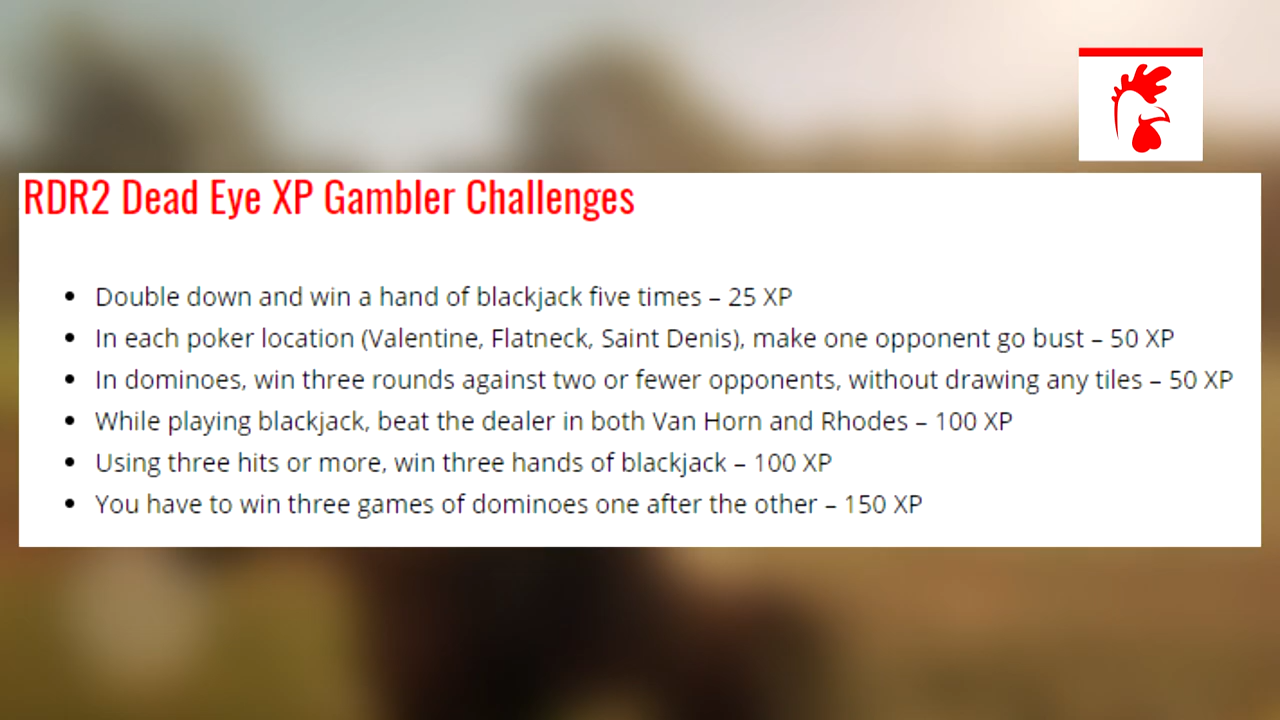 RDR2 Dead Eye XP Gambler Challenges
• Double down and win a hand of blackjack five times – 25 XP
• In each poker location (Valentine, Flatneck, Saint Denis), make one opponent go bust – 50 XP
• In dominoes, win three rounds against two or fewer opponents, without drawing any tiles – 50 XP
• While playing blackjack, beat the dealer in both Van Horn and Rhodes – 100 XP
• Using three hits or more, win three hands of blackjack – 100 XP
• You have to win three games of dominoes one after the other – 150 XP